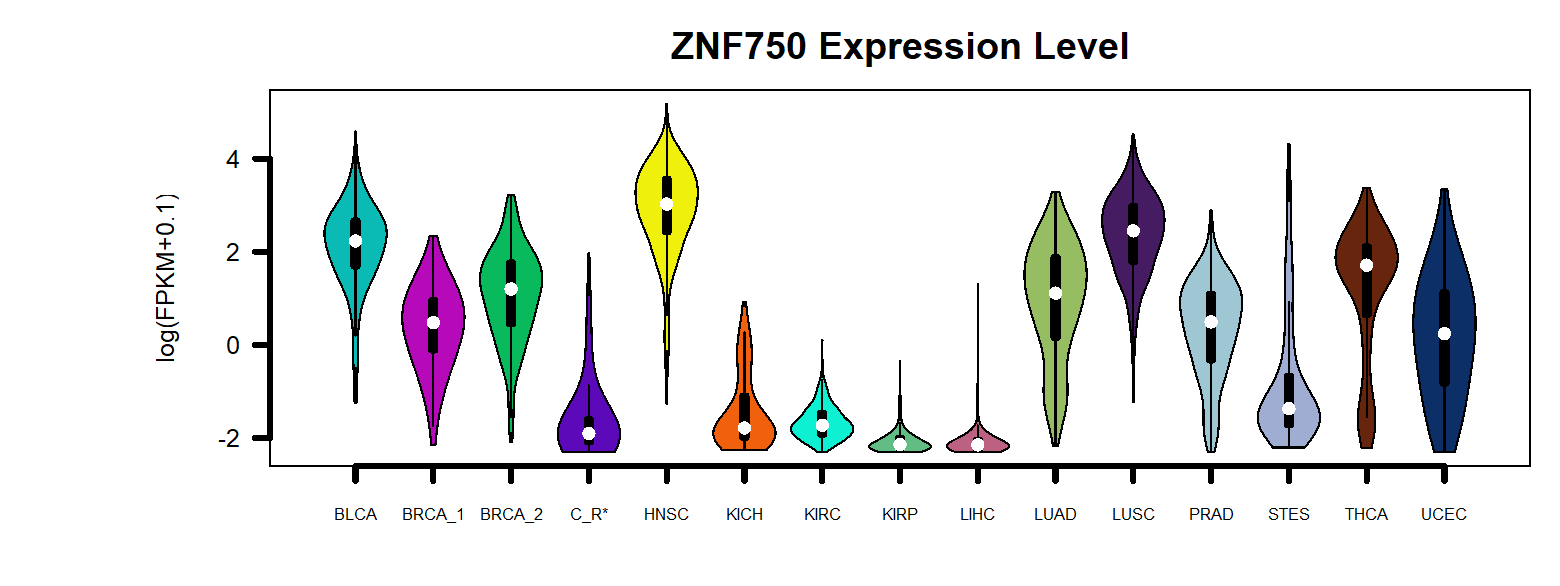 ZNF750 Expression Level
log(FPKM+0.1)
4
2
0
-2
BLCA BRCA_1 BRCA_2 C_R* HNSC KICH KIRC KIRP LIHC LUAD LUSC PRAD STES THCA UCEC